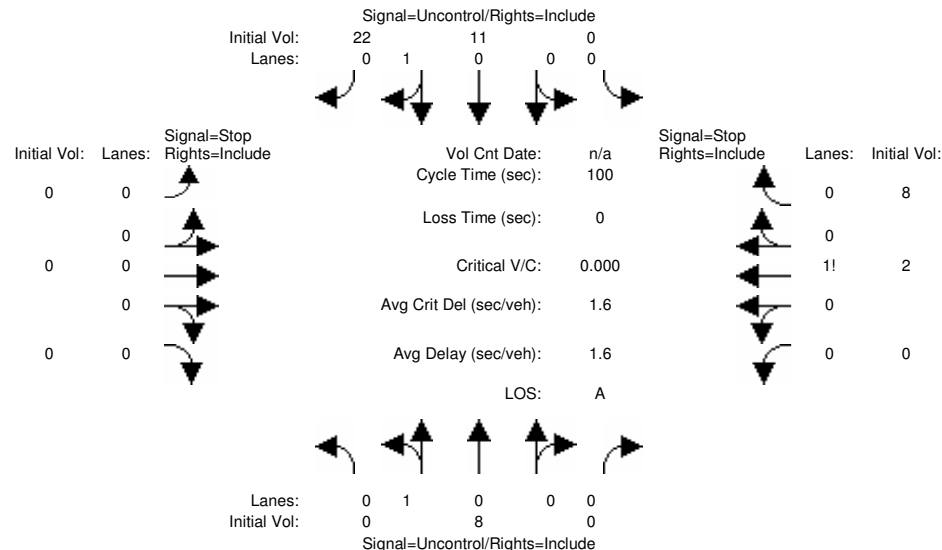 Signal=Uncontrol/Rights=Include
Initial Vol: 22 11 0
Lanes: 0 1 0 0 0
Signal=Stop Signal=Stop
Initial Vol: Lanes: Rights=Include Vol Cnt Date: n/a Rights=Include Lanes: Initial Vol:
Cycle Time (sec): 100
0 0 0 8
Loss Time (sec): 0
0 0
0 0 Critical V/C: 0.000 1! 2
0 Avg Crit Del (sec/veh): 1.6 0
0 0 Avg Delay (sec/veh): 1.6 0 0
LOS: A
Lanes: 0 1 0 0 0
Initial Vol: 0 8 0
Signal=Uncontrol/Rights=Include